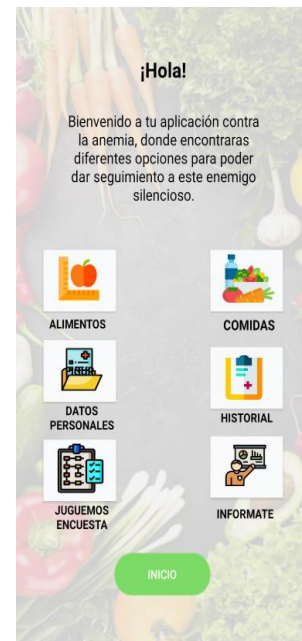 ¡Hola!
Bienvenido a tu aplicación contra
la anemia, donde encontraras
diferentes opciones para poder
dar seguimiento a este enemigo
silencioso.
ALIMENTOS
COMIDAS
DATOS
PERSONALES
HISTORIAL
JUGUEMOS
ENCUESTA
INFORMATE
INICIO